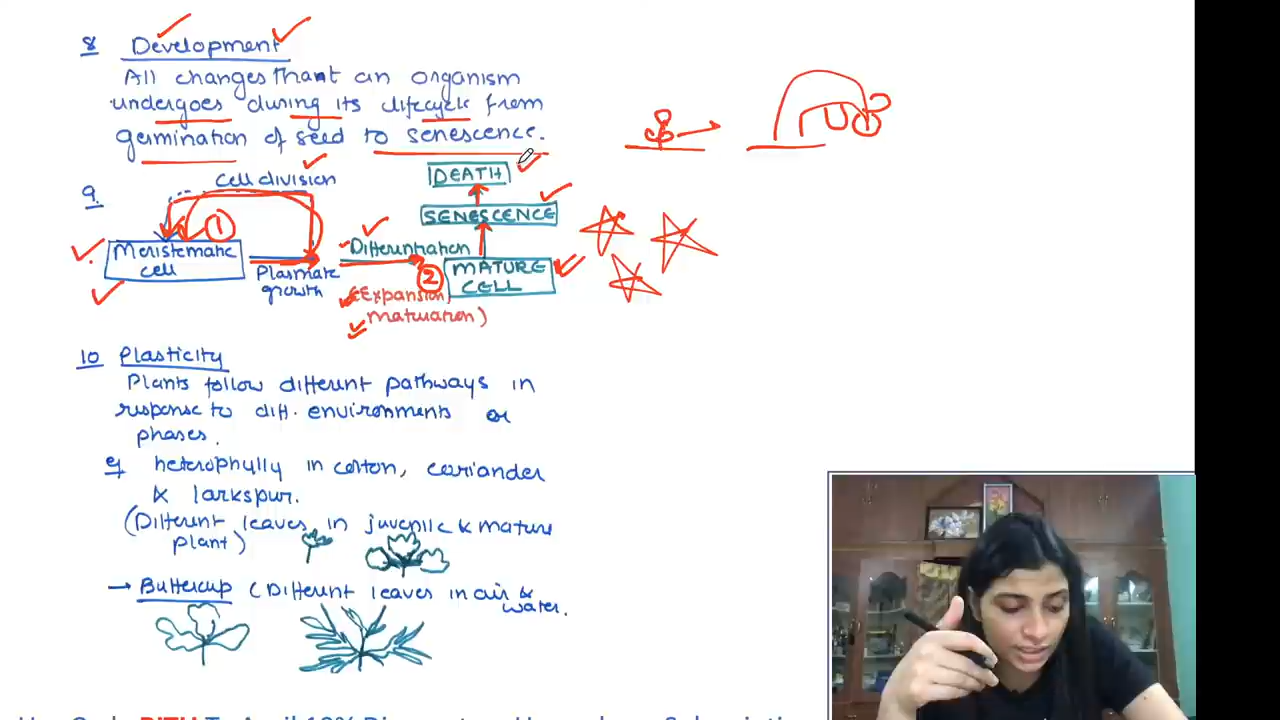 8 Development
All changes that an organism
undergoes during its lifecycle from
germination of seed to senescence.
9. Cell division
DEATH
SENESCENCE
Meristematic cell
Plasmatic growth
Differentiation
(Expansion,
maturation)
MATURE CELL
1
2
10 Plasticity
Plants follow different pathways in
response to diff. environments or
phases.
eg heterophylly in cotton, coriander
& larkspur.
(Different leaves in juvenile & mature
plant)
→ Buttercup (Different leaves in air &
water.